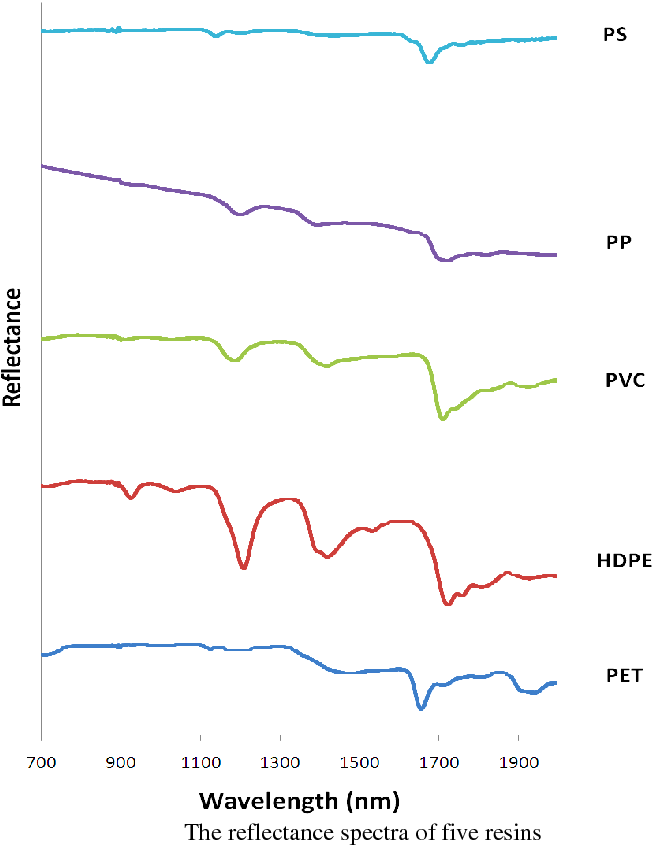 PS
PP
PVC
HDPE
PET
Reflectance
700 900 1100 1300 1500 1700 1900
Wavelength (nm)
The reflectance spectra of five resins